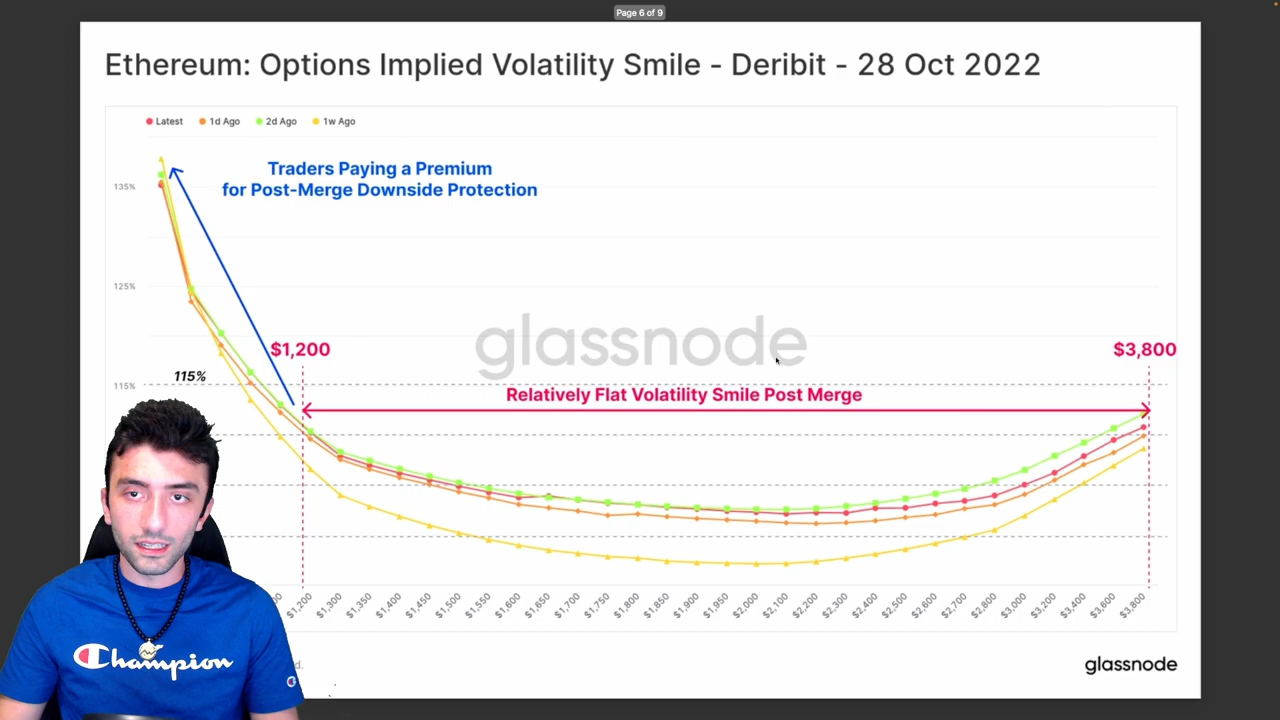 Page 6 of 9
Ethereum: Options Implied Volatility Smile - Deribit - 28 Oct 2022
Latest 1d Ago 2d Ago 1w Ago
Traders Paying a Premium
for Post-Merge Downside Protection
135%
125%
glassnode
$1,200 $3,800
115% 115%
Relatively Flat Volatility Smile Post Merge
$1,200 $1,300 $1,350 $1,400 $1,450 $1,500 $1,550 $1,600 $1,650 $1,700 $1,750 $1,800 $1,850 $1,900 $1,950 $2,000 $2,100 $2,200 $2,300 $2,400 $2,500 $2,600 $2,700 $2,800 $3,000 $3,200 $3,400 $3,600 $3,800
glassnode
Champion